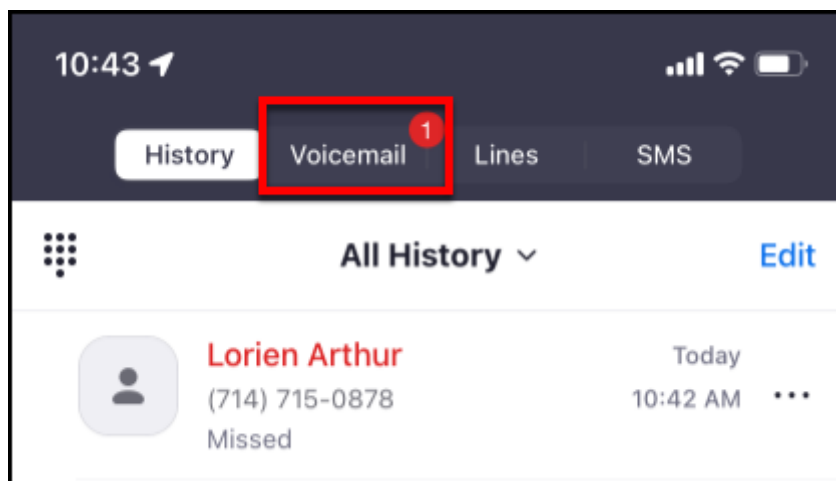 10:43
History Voicemail 1 Lines SMS
All History Edit
Lorien Arthur Today
(714) 715-0878 10:42 AM
Missed